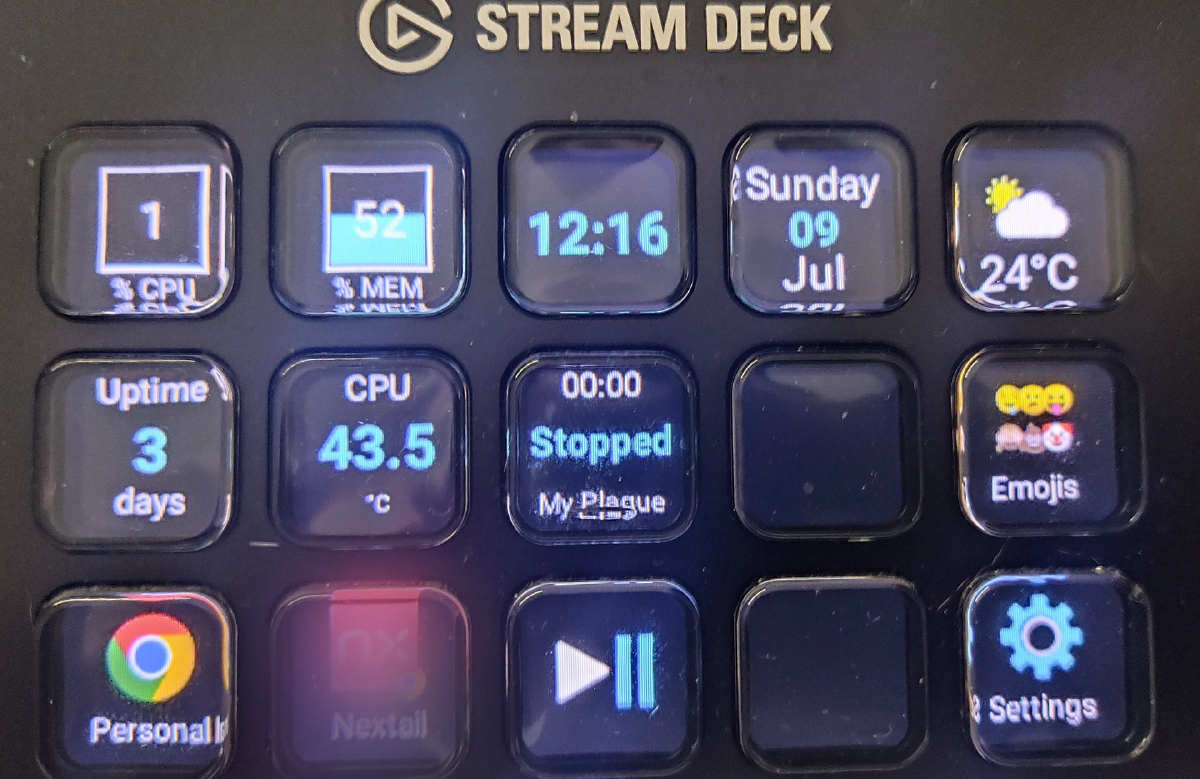 STREAM DECK
1
% CPU
52
% MEM
12:16
Sunday
09
Jul
24°C
Uptime
3
days
CPU
43.5
°C
00:00
Stopped
My Plague
Emojis
Personal
nx
Nextail
Settings